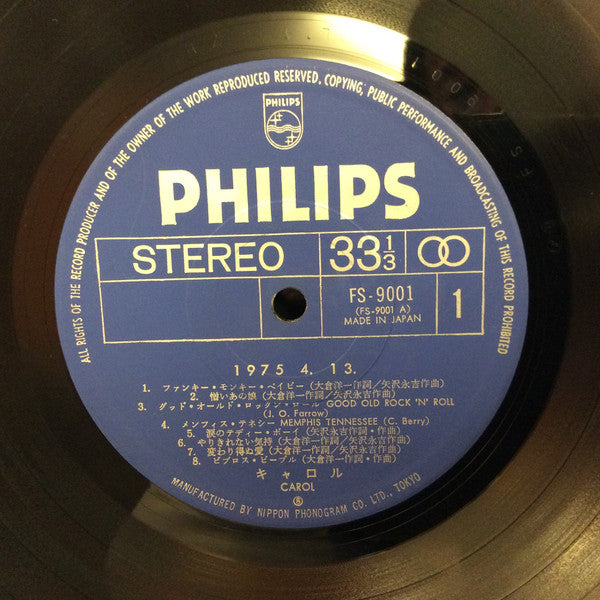 ALL RIGHTS OF THE RECORD PRODUCER AND OF THE OWNER OF THE WORK REPRODUCED RESERVED. COPYING, PUBLIC PERFORMANCE AND BROADCASTING OF THIS RECORD PROHIBITED
PHILIPS
PHILIPS
STEREO
33 1/3
FS-9001
(FS-9001 A)
MADE IN JAPAN
1
1975 4. 13.
1. ファンキー・モンキー・ベイビー (大倉洋一作詞/矢沢永吉作曲)
2. 憎いあの娘 (大倉洋一作詞/矢沢永吉作曲)
3. グッド・オールド・ロックン・ロール GOOD OLD ROCK 'N' ROLL
(J. O. Farrow)
4. メンフィス・テネシー MEMPHIS TENNESSEE (C. Berry)
5. 涙のテディー・ボーイ (矢沢永吉作詞・作曲)
6. やりきれない気持 (大倉洋一作詞/矢沢永吉作曲)
7. 変わり得ぬ愛 (大倉洋一作詞/矢沢永吉作曲)
8. ビブロス・ピープル (大倉洋一作詞・作曲)
キャロル
CAROL
Ⓡ
MANUFACTURED BY NIPPON PHONOGRAM CO. LTD., TOKYO